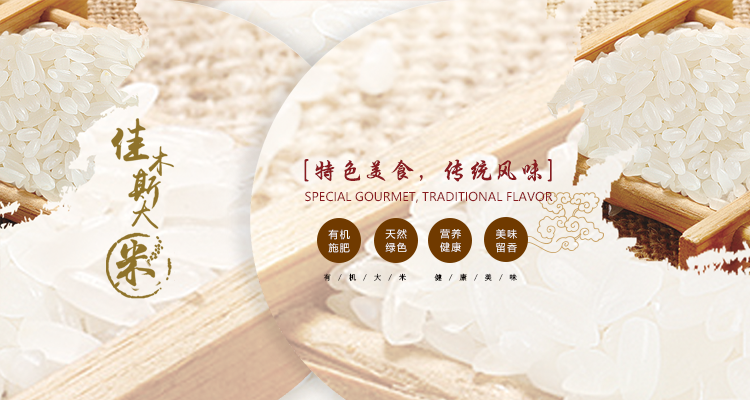 佳木斯大米
[特色美食，传统风味]
SPECIAL GOURMET, TRADITIONAL FLAVOR
有机 天然 营养 美味
施肥 绿色 健康 留香
有/机/大/米 健/康/美/味